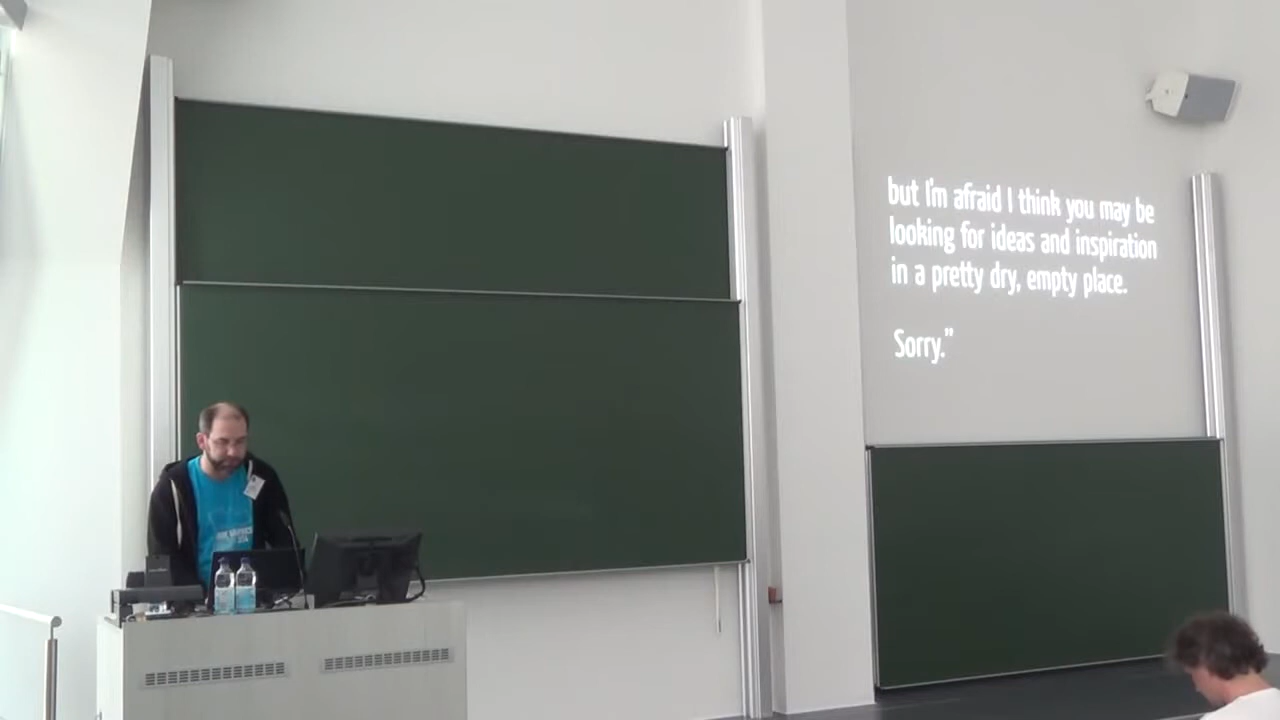 but I'm afraid I think you may be
looking for ideas and inspiration
in a pretty dry, empty place.
Sorry."